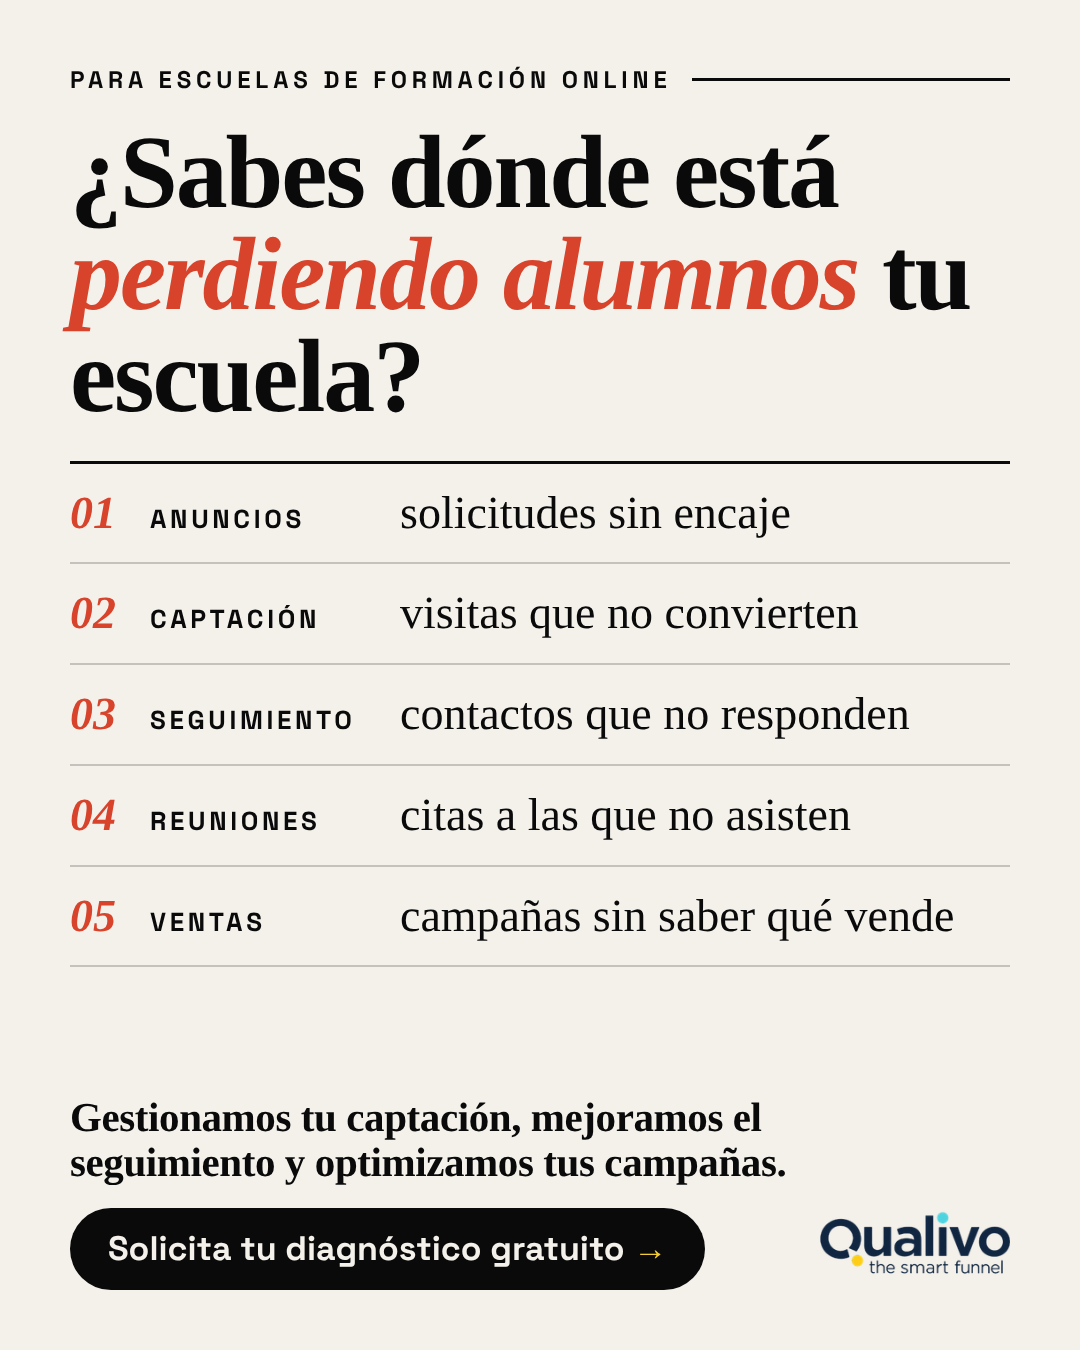 PARA ESCUELAS DE FORMACIÓN ONLINE
¿Sabes dónde está
perdiendo alumnos tu
escuela?
01 ANUNCIOS solicitudes sin encaje
02 CAPTACIÓN visitas que no convierten
03 SEGUIMIENTO contactos que no responden
04 REUNIONES citas a las que no asisten
05 VENTAS campañas sin saber qué vende
Gestionamos tu captación, mejoramos el
seguimiento y optimizamos tus campañas.
Solicita tu diagnóstico gratuito →
Qualivo
the smart funnel